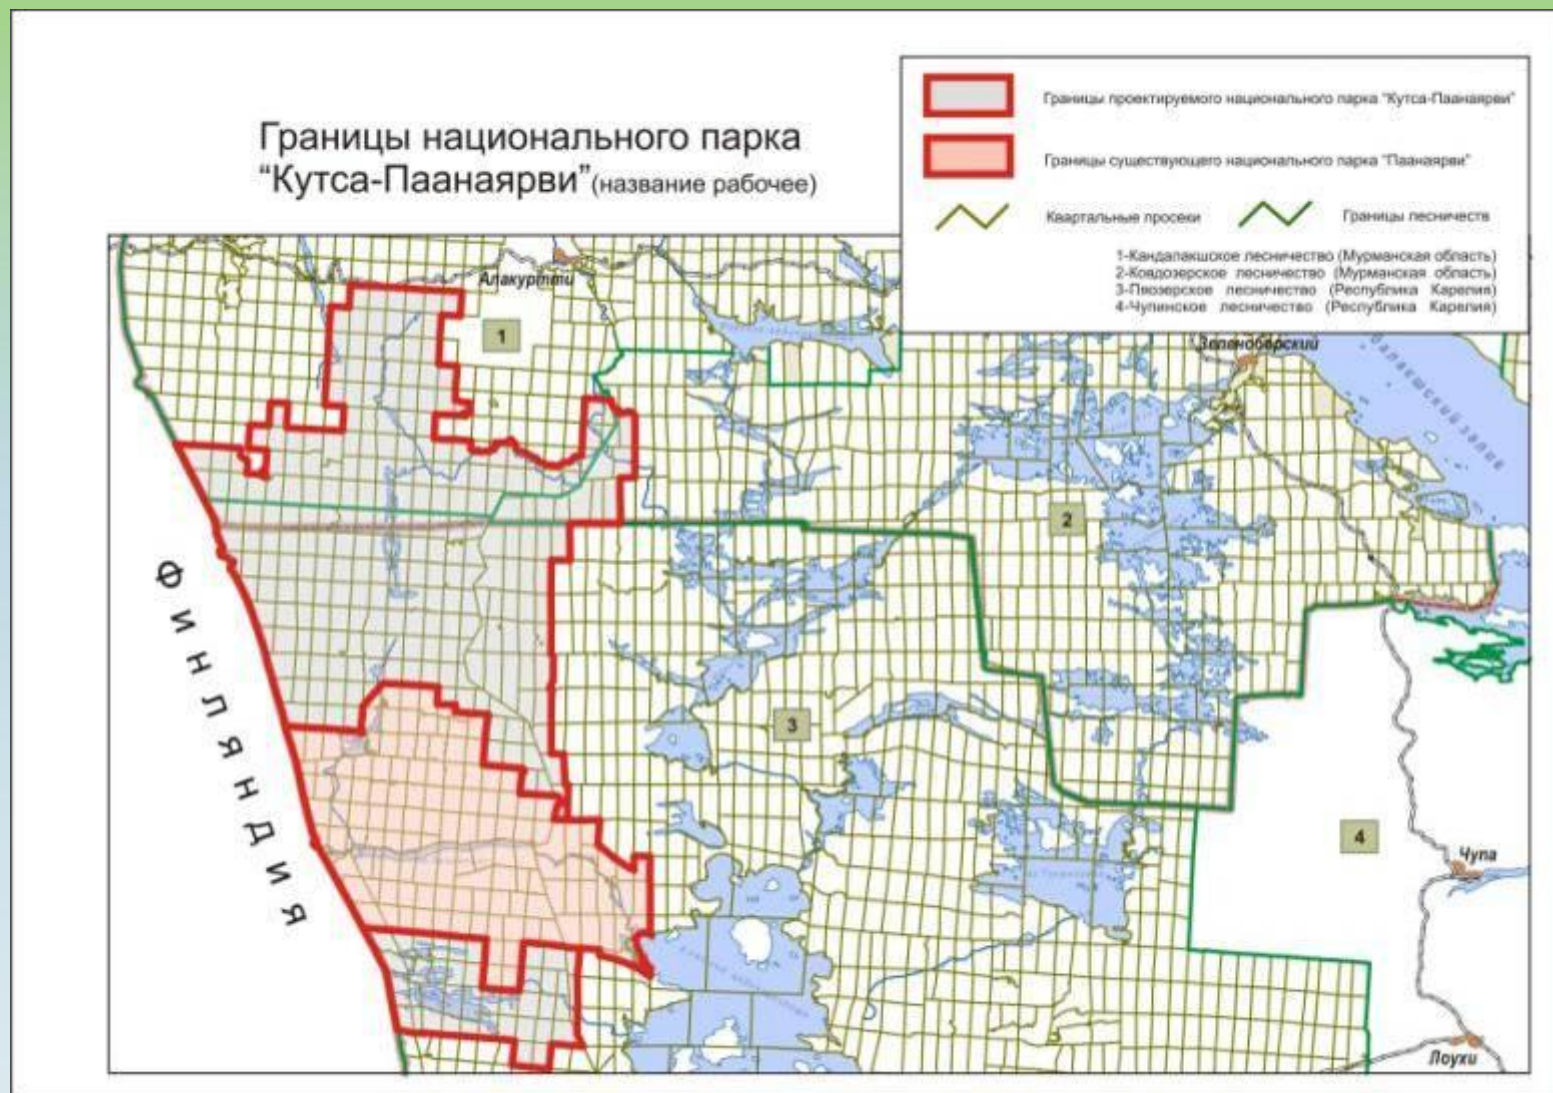 Границы национального парка
“Кутса-Паанаярви”(название рабочее)
Границы проектируемого национального парка “Кутса-Паанаярви”
Границы существующего национального парка “Паанаярви”
Квартальные просеки
Границы лесничеств
1-Кандалакшское лесничество (Мурманская область)
2-Ковдозерское лесничество (Мурманская область)
3-Пяозерское лесничество (Республика Карелия)
4-Чупинское лесничество (Республика Карелия)
Алакуртти
1
Зеленоборский
2
ФИНЛЯНДИЯ
3
4
Чупа
Лоухи